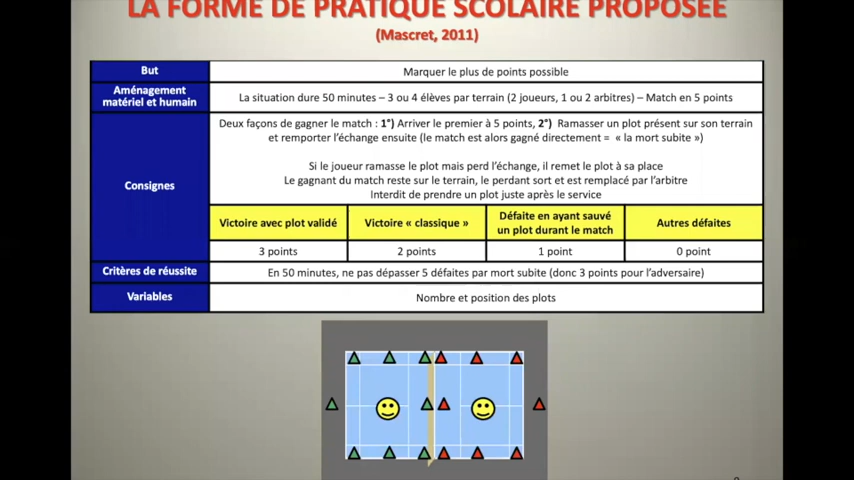 LA FORME DE PRATIQUE SCOLAIRE PROPOSÉE
(Mascret, 2011)
But
Marquer le plus de points possible
Aménagement
matériel et humain
La situation dure 50 minutes – 3 ou 4 élèves par terrain (2 joueurs, 1 ou 2 arbitres) – Match en 5 points
Consignes
Deux façons de gagner le match : 1°) Arriver le premier à 5 points, 2°) Ramasser un plot présent sur son terrain
et remporter l'échange ensuite (le match est alors gagné directement = « la mort subite »)
Si le joueur ramasse le plot mais perd l'échange, il remet le plot à sa place
Le gagnant du match reste sur le terrain, le perdant sort et est remplacé par l'arbitre
Interdit de prendre un plot juste après le service
Victoire avec plot validé
Victoire « classique »
Défaite en ayant sauvé
un plot durant le match
Autres défaites
3 points
2 points
1 point
0 point
Critères de réussite
En 50 minutes, ne pas dépasser 5 défaites par mort subite (donc 3 points pour l'adversaire)
Variables
Nombre et position des plots